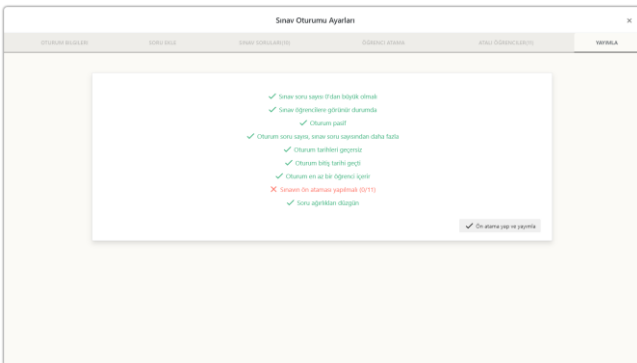 Sınav Oturumu Ayarları
OTURUM BİLGİLERİ
SORU EKLE
SINAV SORULARI(10)
ÖĞRENCİ ATAMA
ATALI ÖĞRENCİLER(11)
YAYIMLA
Sınav soru sayısı 0'dan büyük olmalı
Sınav öğrencilere görünür durumda
Oturum pasif
Oturum soru sayısı, sınav soru sayısından daha fazla
Oturum tarihleri geçersiz
Oturum bitiş tarihi geçti
Oturum en az bir öğrenci içerir
Sınavın ön ataması yapılmalı (0/11)
Soru ağırlıkları düzgün
Ön atama yap ve yayımla